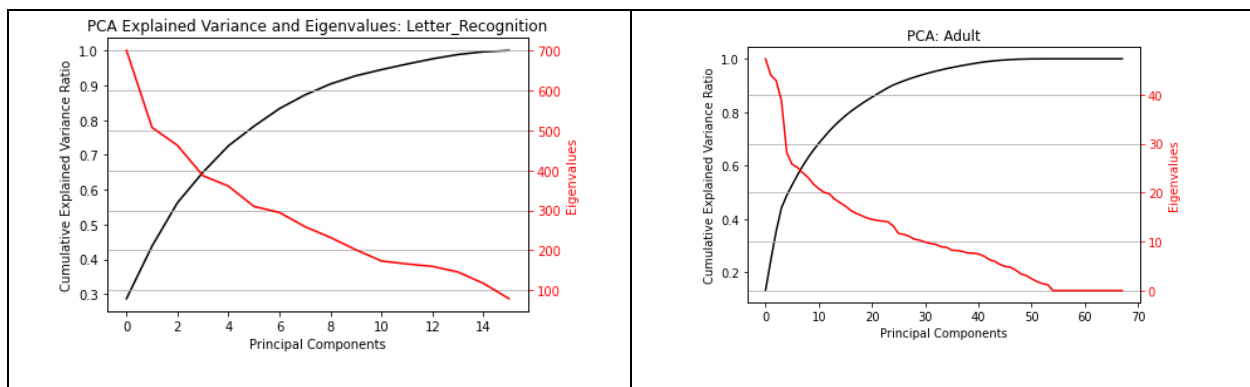 PCA Explained Variance and Eigenvalues: Letter_Recognition
Cumulative Explained Variance Ratio
1.0
0.9
0.8
0.7
0.6
0.5
0.4
0.3
700
600
500
400
300
200
100
Eigenvalues
0 2 4 6 8 10 12 14
Principal Components
PCA: Adult
Cumulative Explained Variance Ratio
1.0
0.8
0.6
0.4
0.2
40
30
20
10
0
Eigenvalues
0 10 20 30 40 50 60 70
Principal Components